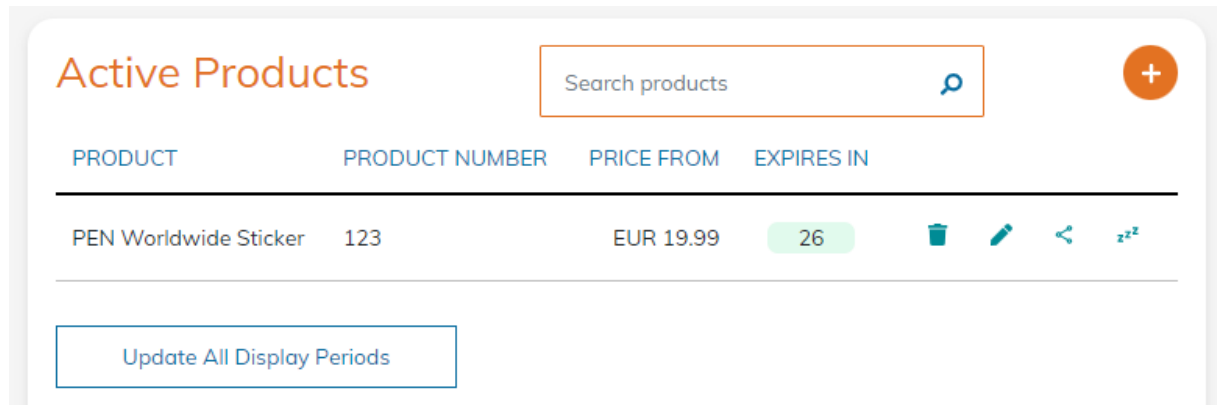 Active Products
Search products
+
PRODUCT PRODUCT NUMBER PRICE FROM EXPIRES IN
PEN Worldwide Sticker 123 EUR 19.99 26 zzZ
Update All Display Periods